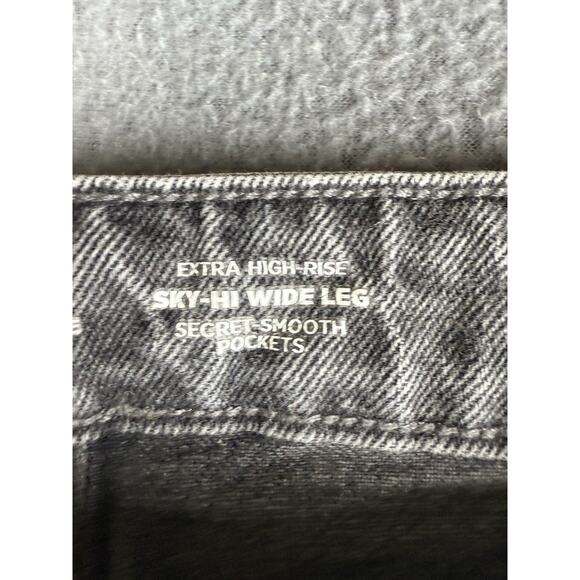 EXTRA HIGH-RISE
SKY-HI WIDE LEG
SECRET-SMOOTH
POCKETS